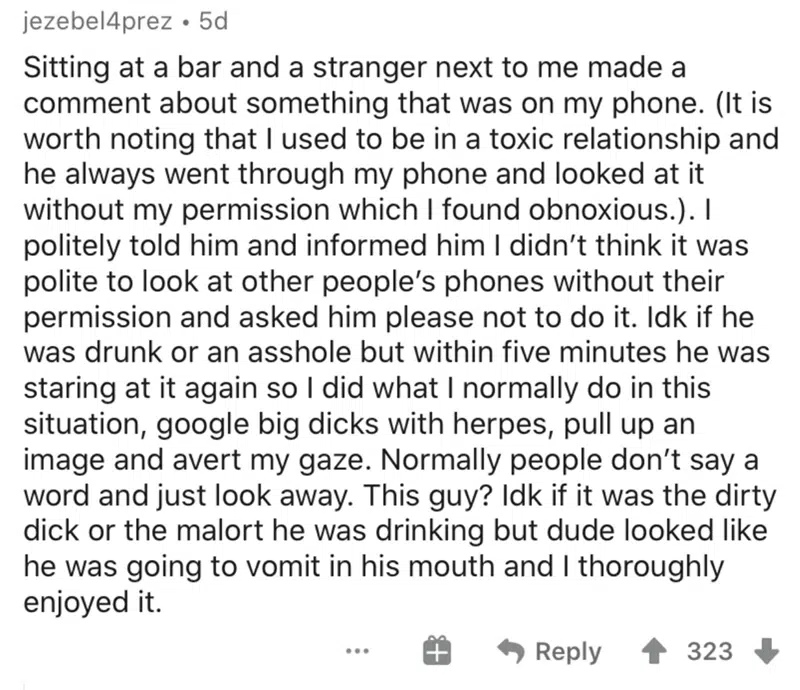 jezebel4prez • 5d
Sitting at a bar and a stranger next to me made a
comment about something that was on my phone. (It is
worth noting that I used to be in a toxic relationship and
he always went through my phone and looked at it
without my permission which I found obnoxious.). I
politely told him and informed him I didn’t think it was
polite to look at other people’s phones without their
permission and asked him please not to do it. Idk if he
was drunk or an asshole but within five minutes he was
staring at it again so I did what I normally do in this
situation, google big dicks with herpes, pull up an
image and avert my gaze. Normally people don’t say a
word and just look away. This guy? Idk if it was the dirty
dick or the malort he was drinking but dude looked like
he was going to vomit in his mouth and I thoroughly
enjoyed it.
... Reply 323